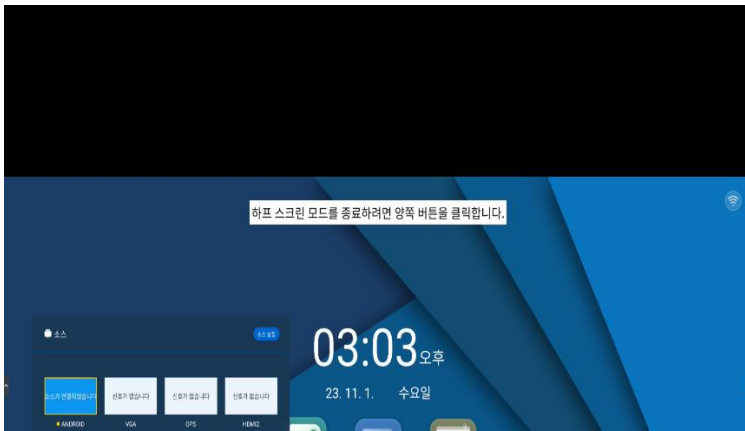 하프 스크린 모드를 종료하려면 양쪽 버튼을 클릭합니다.
소스
소스 설정
03:03오후
23. 11. 1. 수요일
소스가 연결되었습니다
신호가 없습니다
신호가 없습니다
신호가 없습니다
ANDROID
VGA
OPS
HDMI2